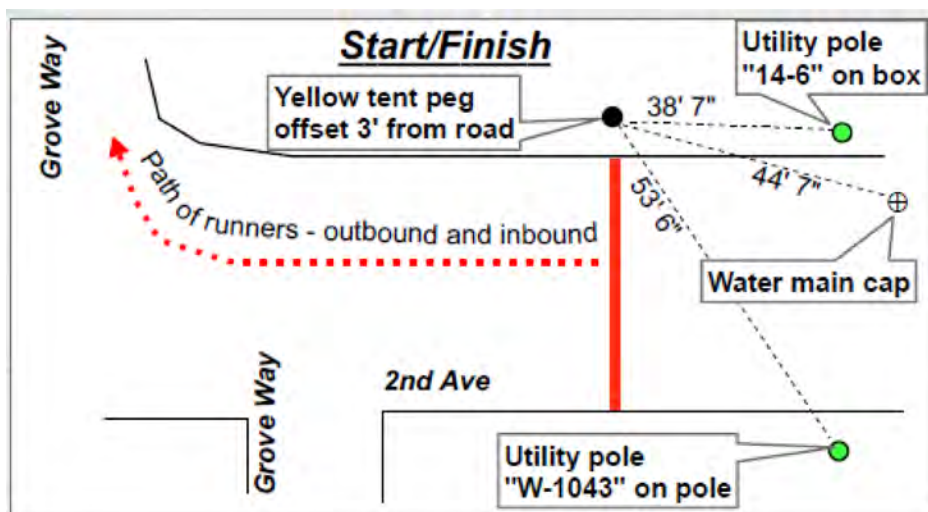 Start/Finish
Grove Way
Utility pole
"14-6" on box
Yellow tent peg
offset 3' from road
38' 7"
44' 7"
53' 6"
Path of runners - outbound and inbound
Water main cap
2nd Ave
Grove Way
Utility pole
"W-1043" on pole